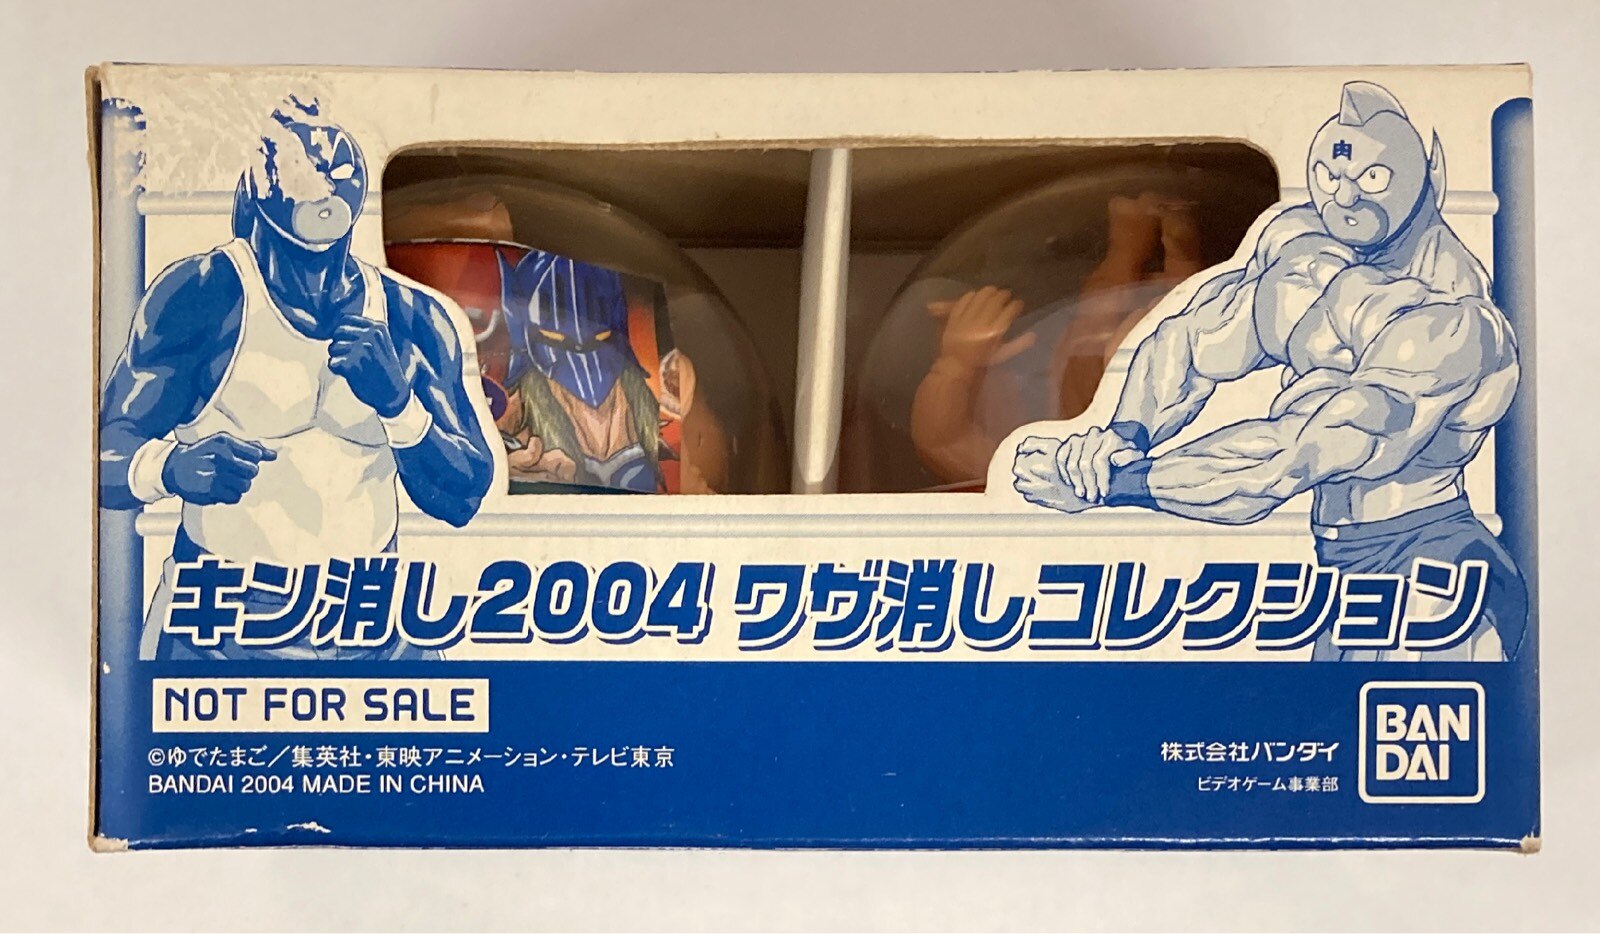 肉
肉
キン消し2004 ワザ消しコレクション
NOT FOR SALE
©ゆでたまご／集英社・東映アニメーション・テレビ東京
BANDAI 2004 MADE IN CHINA
株式会社バンダイ
ビデオゲーム事業部
BAN
DAI